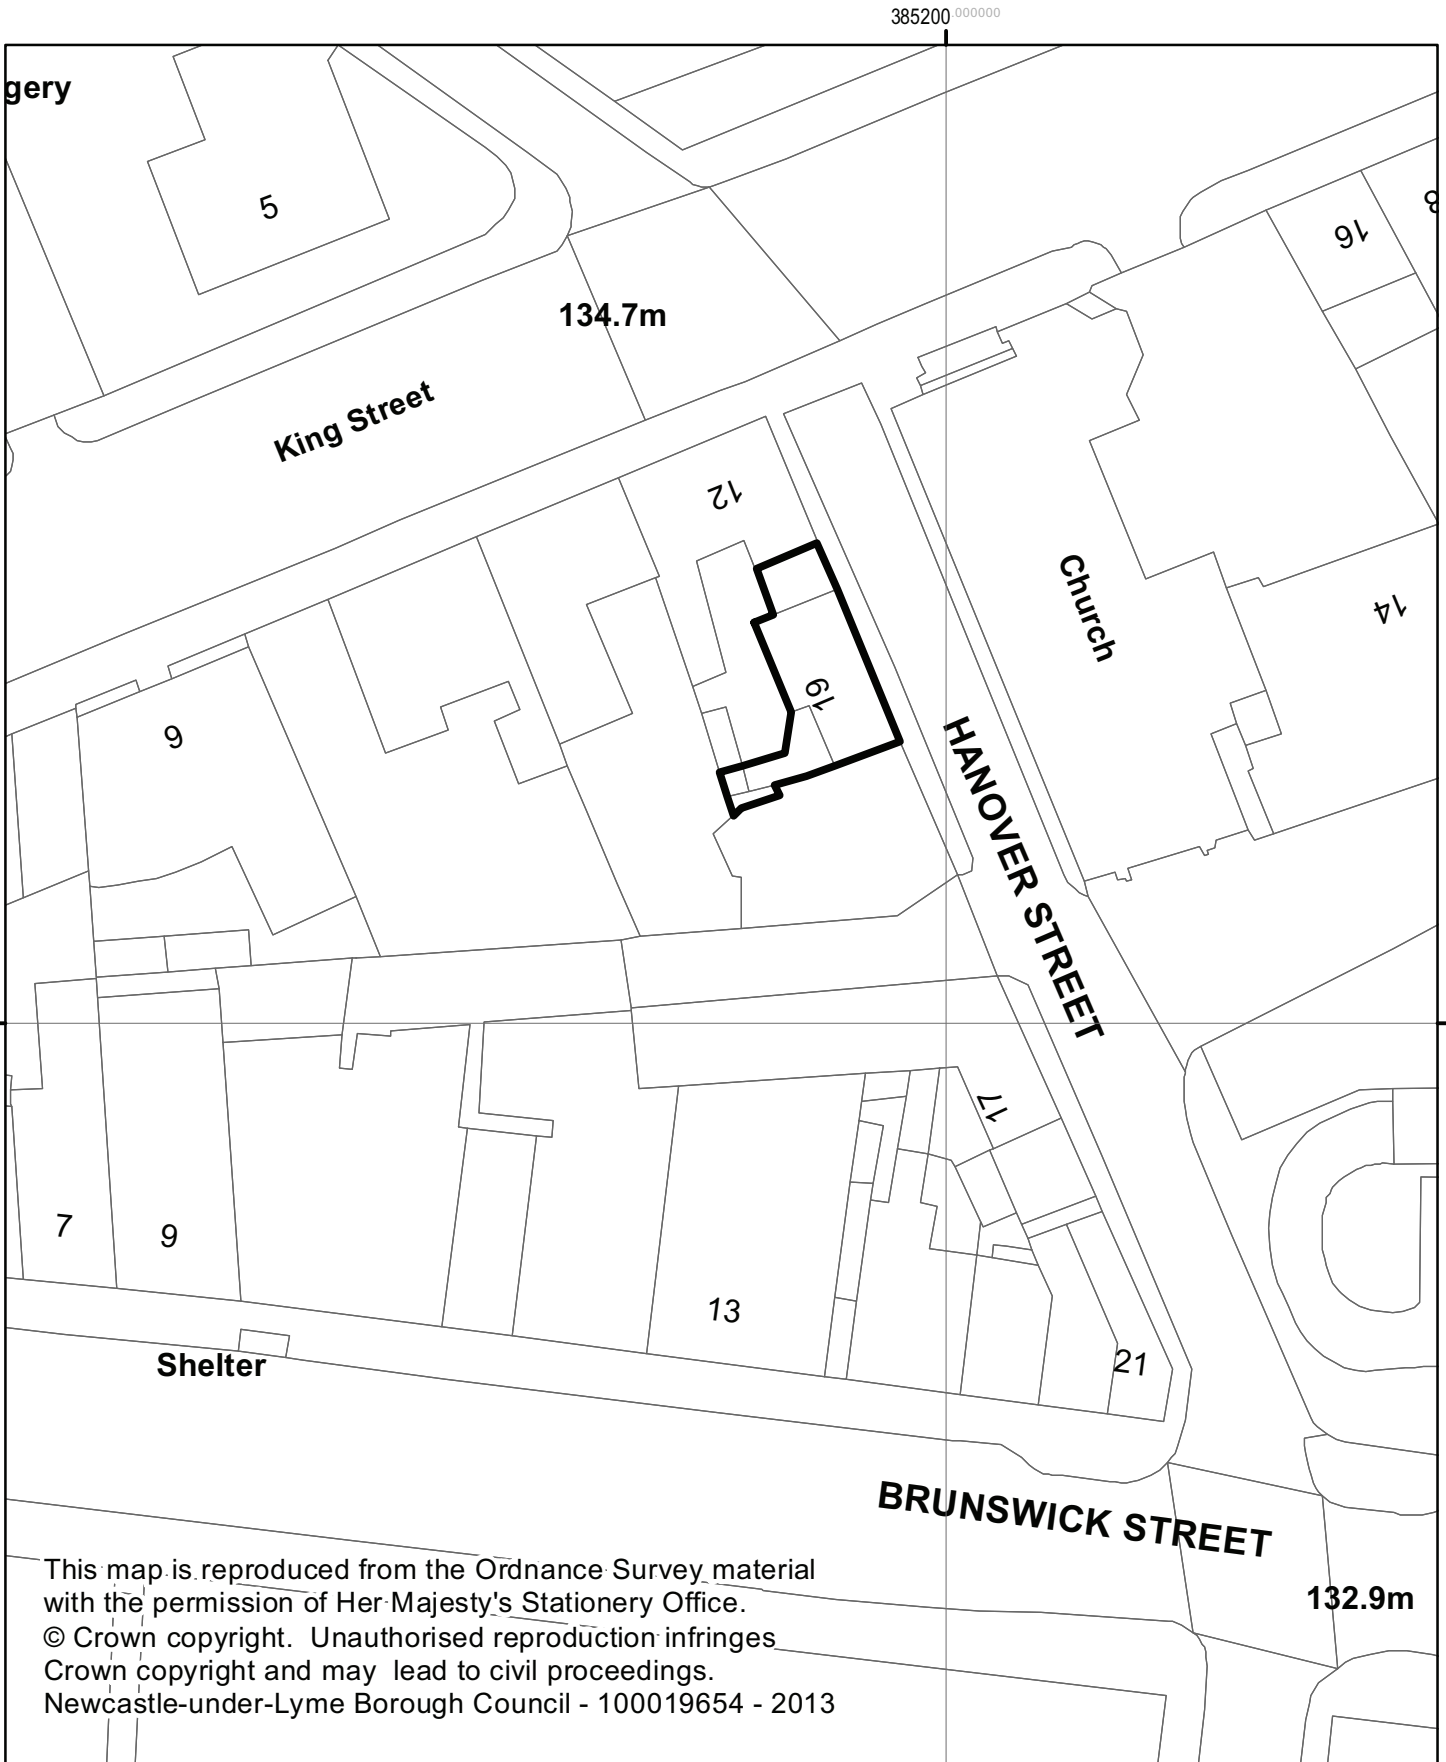 385200.000000
gery
5
16
8
134.7m
King Street
12
Church
14
19
6
HANOVER STREET
17
7
9
13
21
Shelter
BRUNSWICK STREET
132.9m
This map is reproduced from the Ordnance Survey material
with the permission of Her Majesty's Stationery Office.
© Crown copyright. Unauthorised reproduction infringes
Crown copyright and may lead to civil proceedings.
Newcastle-under-Lyme Borough Council - 100019654 - 2013